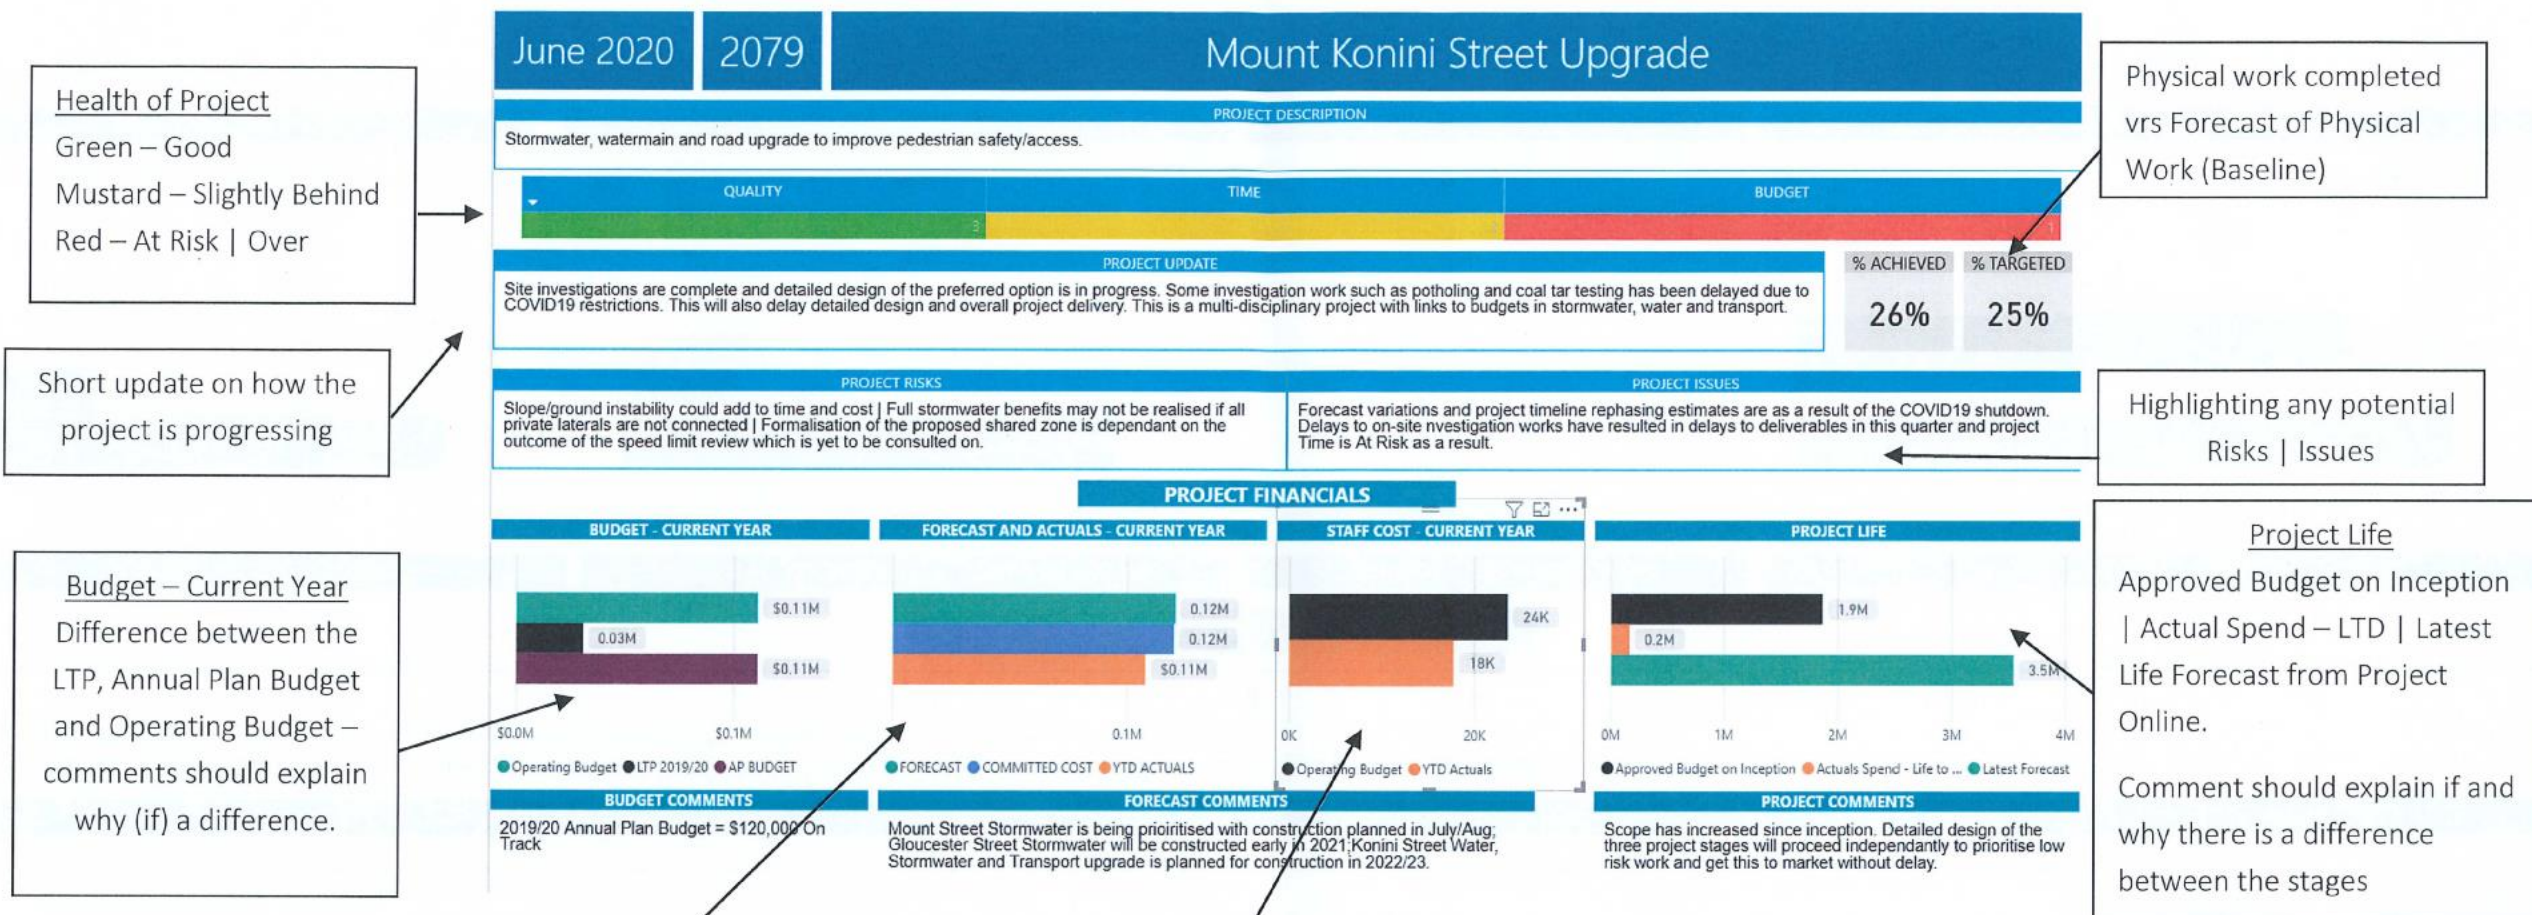 June 2020
2079
Mount Konini Street Upgrade
Health of Project
Green – Good
Mustard – Slightly Behind
Red – At Risk | Over
Physical work completed
vrs Forecast of Physical
Work (Baseline)
PROJECT DESCRIPTION
Stormwater, watermain and road upgrade to improve pedestrian safety/access.
QUALITY
TIME
BUDGET
3
1
PROJECT UPDATE
Site investigations are complete and detailed design of the preferred option is in progress. Some investigation work such as potholing and coal tar testing has been delayed due to
COVID19 restrictions. This will also delay detailed design and overall project delivery. This is a multi-disciplinary project with links to budgets in stormwater, water and transport.
% ACHIEVED
% TARGETED
26%
25%
Short update on how the
project is progressing
PROJECT RISKS
Slope/ground instability could add to time and cost | Full stormwater benefits may not be realised if all
private laterals are not connected | Formalisation of the proposed shared zone is dependant on the
outcome of the speed limit review which is yet to be consulted on.
PROJECT ISSUES
Forecast variations and project timeline rephasing estimates are as a result of the COVID19 shutdown.
Delays to on-site nvestigation works have resulted in delays to deliverables in this quarter and project
Time is At Risk as a result.
Highlighting any potential
Risks | Issues
PROJECT FINANCIALS
BUDGET - CURRENT YEAR
$0.11M
0.03M
$0.11M
$0.0M
$0.1M
Operating Budget
LTP 2019/20
AP BUDGET
FORECAST AND ACTUALS - CURRENT YEAR
0.12M
0.12M
$0.11M
0.1M
FORECAST
COMMITTED COST
YTD ACTUALS
STAFF COST - CURRENT YEAR
24K
18K
0K
20K
Operating Budget
YTD Actuals
PROJECT LIFE
1.9M
0.2M
3.5M
0M
1M
2M
3M
4M
Approved Budget on Inception
Actuals Spend - Life to ...
Latest Forecast
Budget – Current Year
Difference between the
LTP, Annual Plan Budget
and Operating Budget –
comments should explain
why (if) a difference.
Project Life
Approved Budget on Inception
| Actual Spend – LTD | Latest
Life Forecast from Project
Online.
Comment should explain if and
why there is a difference
between the stages
BUDGET COMMENTS
2019/20 Annual Plan Budget = $120,000 On
Track
FORECAST COMMENTS
Mount Street Stormwater is being prioiritised with construction planned in July/Aug;
Gloucester Street Stormwater will be constructed early in 2021;Konini Street Water,
Stormwater and Transport upgrade is planned for construction in 2022/23.
PROJECT COMMENTS
Scope has increased since inception. Detailed design of the
three project stages will proceed independantly to prioritise low
risk work and get this to market without delay.